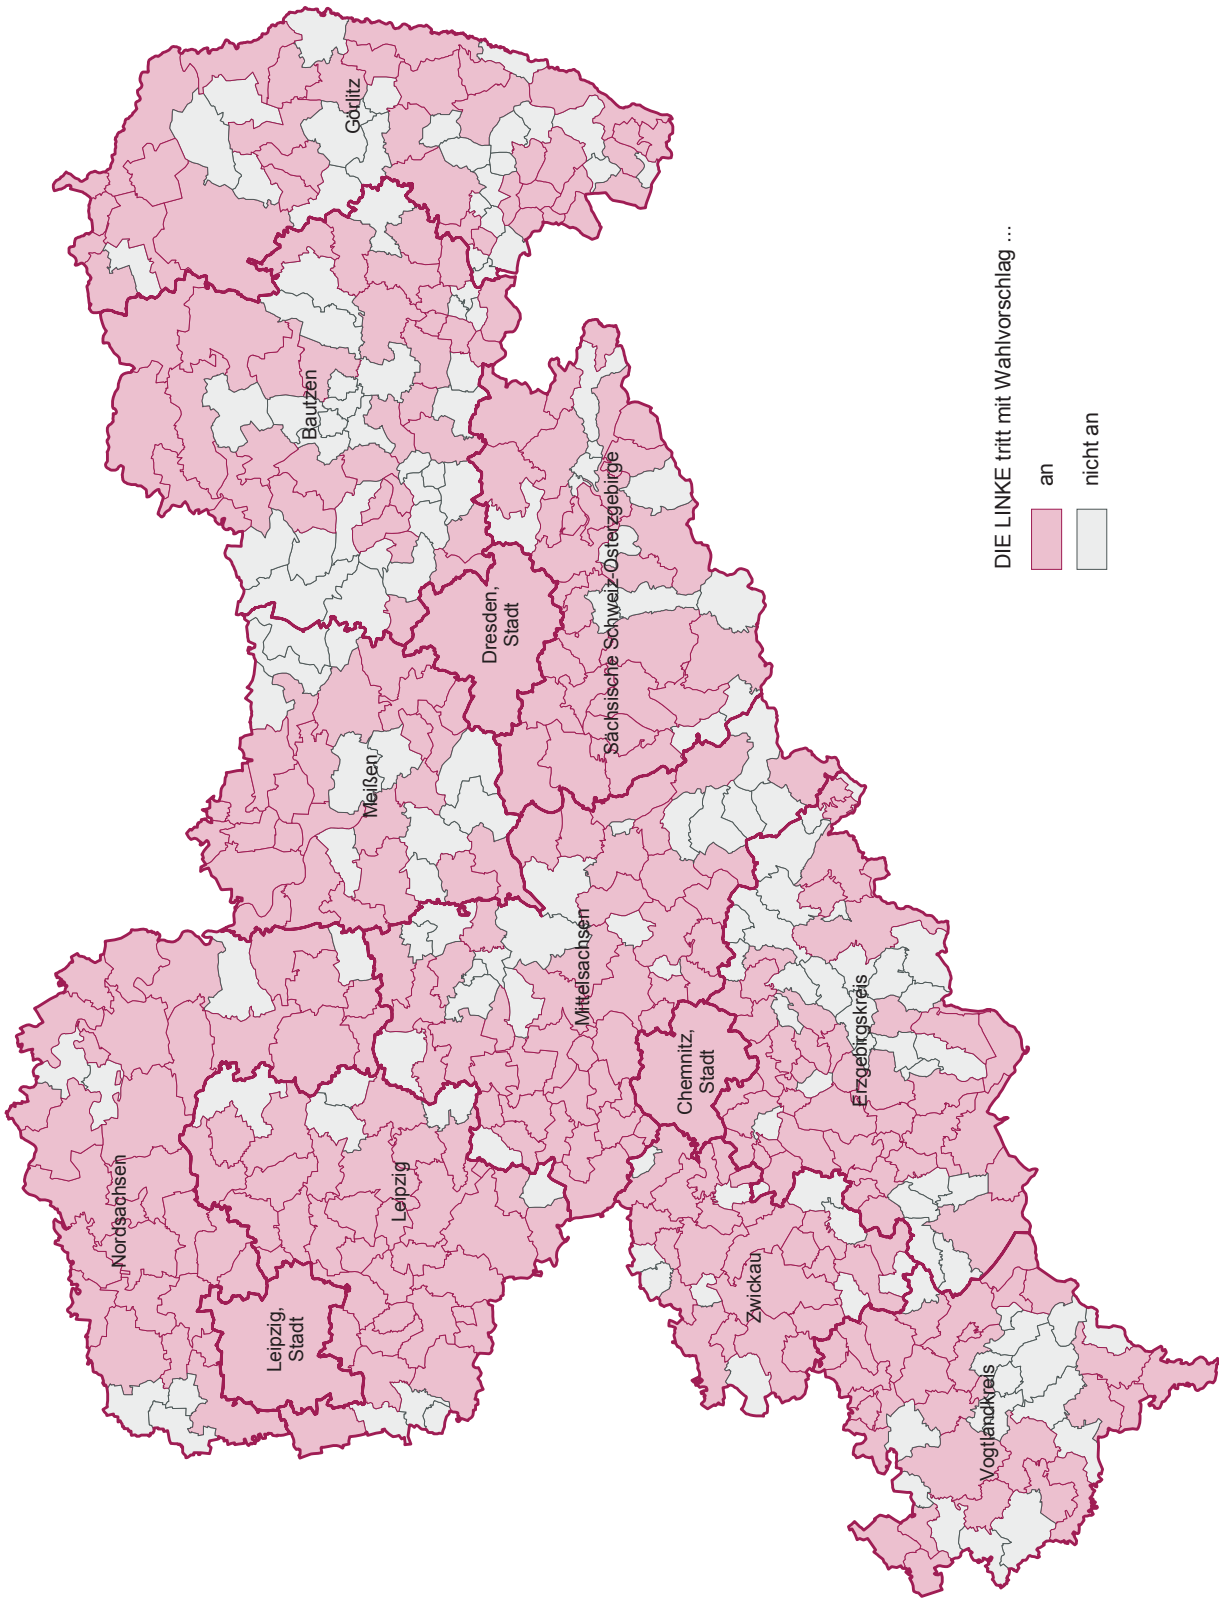 Nordsachsen
Leipzig,
Stadt
Leipzig
Meißen
Bautzen
Görlitz
Dresden,
Stadt
Sächsische Schweiz-Osterzgebirge
Mittelsachsen
Chemnitz,
Stadt
Erzgebirgskreis
Zwickau
Vogtlandkreis
DIE LINKE tritt mit Wahlvorschlag ...
an
nicht an